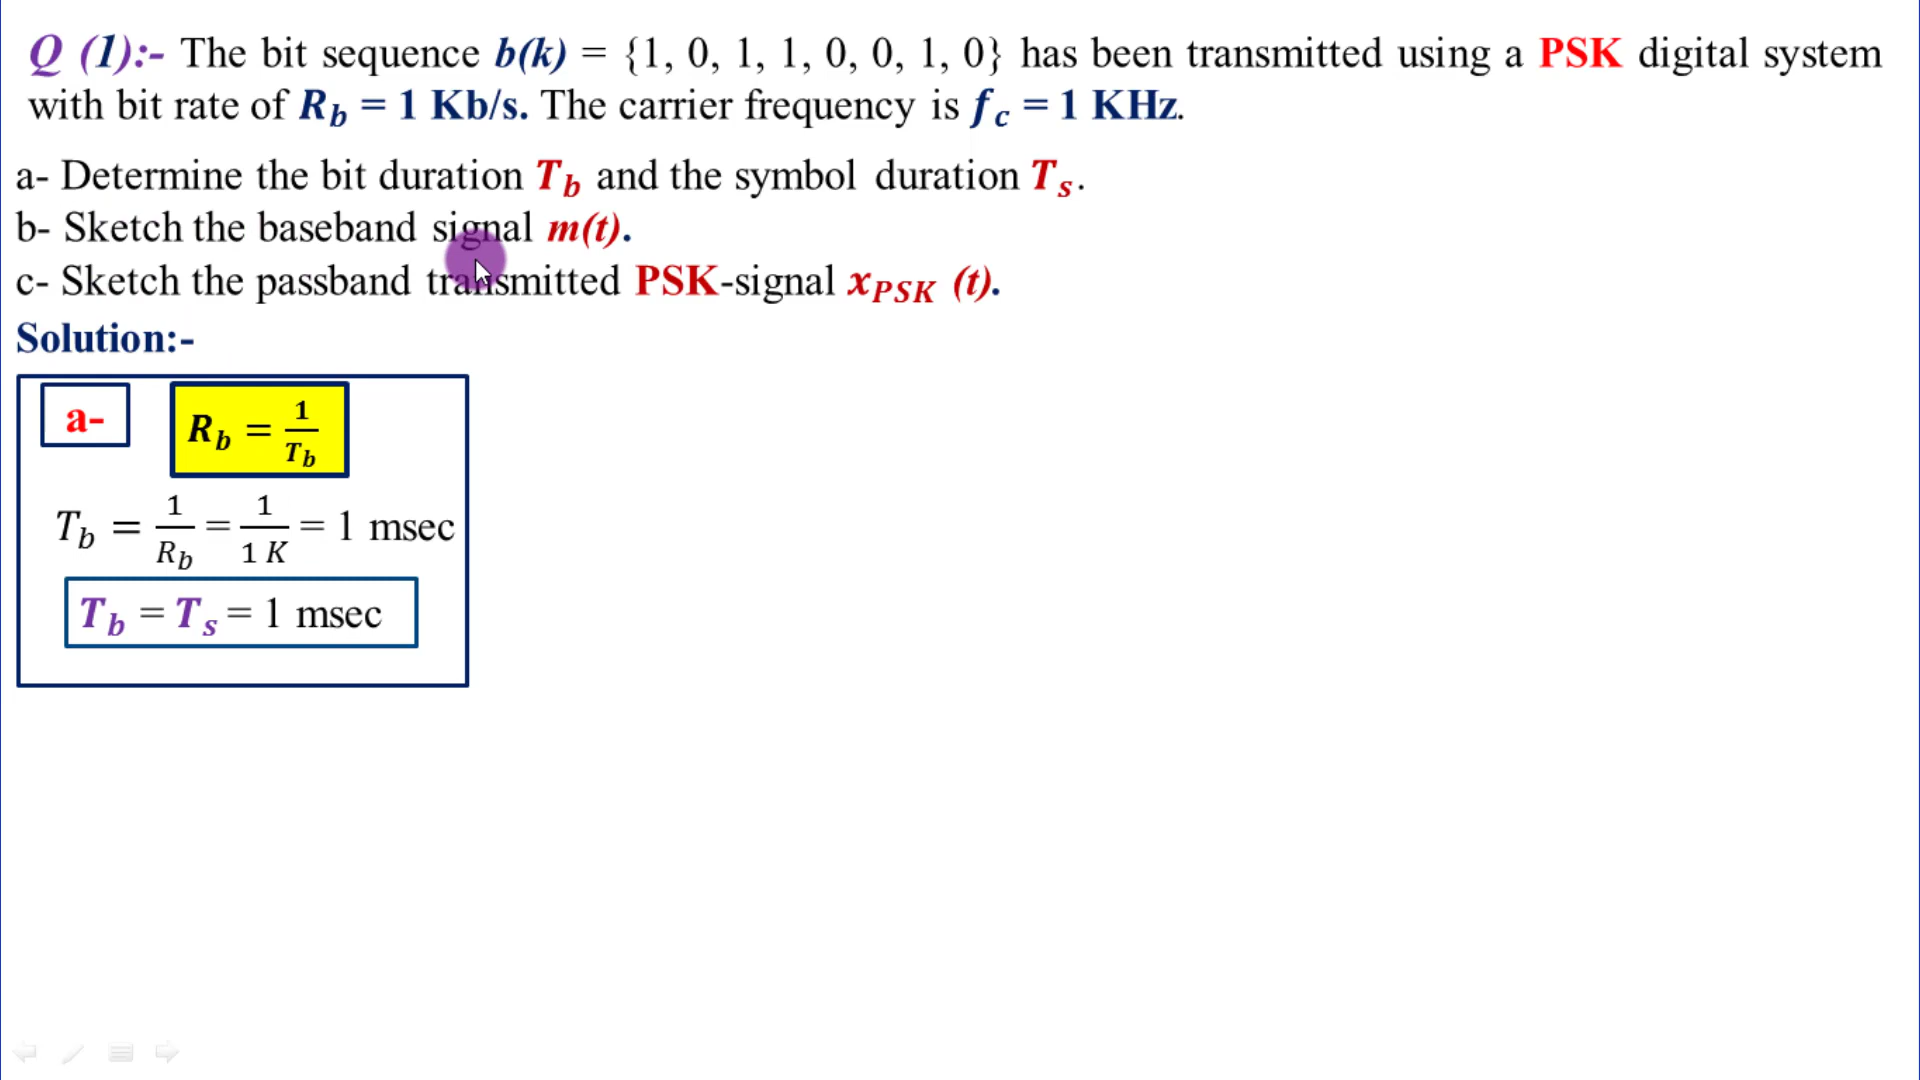 Q (1):- The bit sequence b(k) = {1, 0, 1, 1, 0, 0, 1, 0} has been transmitted using a PSK digital system
with bit rate of R_b = 1 Kb/s. The carrier frequency is f_c = 1 KHz.
a- Determine the bit duration T_b and the symbol duration T_s.
b- Sketch the baseband signal m(t).
c- Sketch the passband transmitted PSK-signal x_PSK (t).
Solution:-
a- R_b = 1/T_b
T_b = 1/R_b = 1/1 K = 1 msec
T_b = T_s = 1 msec